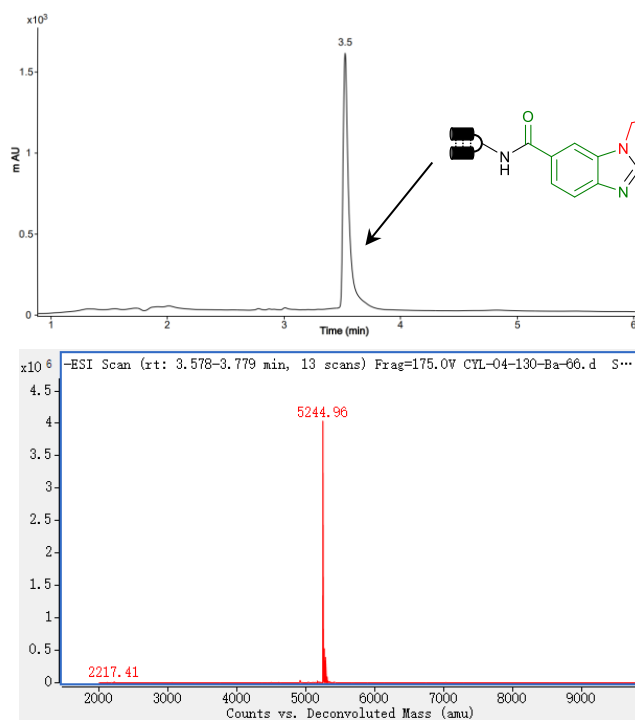 x10³
3.5
1.5
1
0.5
0
m AU
1 2 3 4 5 6
Time (min)
O
N
H
N
N
x10 6
-ESI Scan (rt: 3.578-3.779 min, 13 scans) Frag=175.0V CYL-04-130-Ba-66.d S…
4.5
4
3.5
3
2.5
2
1.5
1
0.5
0
5244.96
2217.41
2000 3000 4000 5000 6000 7000 8000 9000
Counts vs. Deconvoluted Mass (amu)